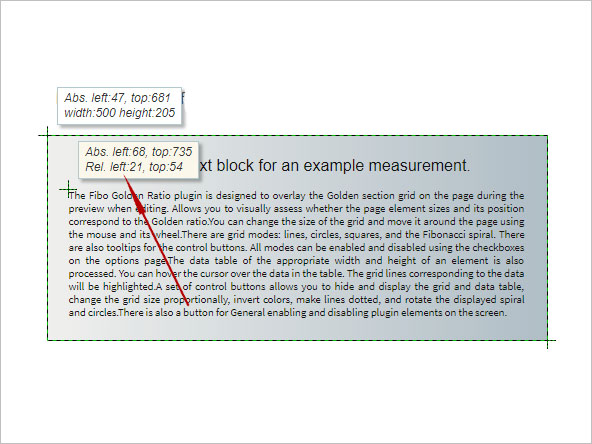 Abs. left:47, top:681
width:500 height:205
Abs. left:68, top:735
Rel. left:21, top:54
xt block for an example measurement.
The Fibo Golden Ratio plugin is designed to overlay the Golden section grid on the page during the
preview when editing. Allows you to visually assess whether the page element sizes and its position
correspond to the Golden ratio.You can change the size of the grid and move it around the page using
the mouse and its wheel.There are grid modes: lines, circles, squares, and the Fibonacci spiral. There
are also tooltips for the control buttons. All modes can be enabled and disabled using the checkboxes
on the options page.The data table of the appropriate width and height of an element is also
processed. You can hover the cursor over the data in the table. The grid lines corresponding to the data
will be highlighted.A set of control buttons allows you to hide and display the grid and data table,
change the grid size proportionally, invert colors, make lines dotted, and rotate the displayed spiral
and circles.There is also a button for General enabling and disabling plugin elements on the screen.